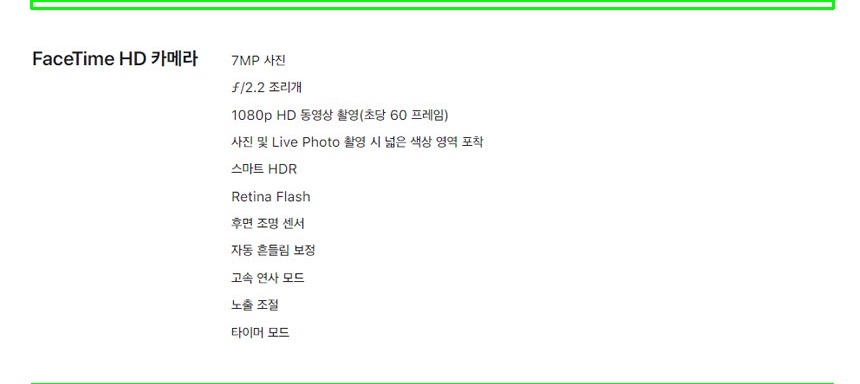 FaceTime HD 카메라
7MP 사진
ƒ/2.2 조리개
1080p HD 동영상 촬영(초당 60 프레임)
사진 및 Live Photo 촬영 시 넓은 색상 영역 포착
스마트 HDR
Retina Flash
후면 조명 센서
자동 흔들림 보정
고속 연사 모드
노출 조절
타이머 모드